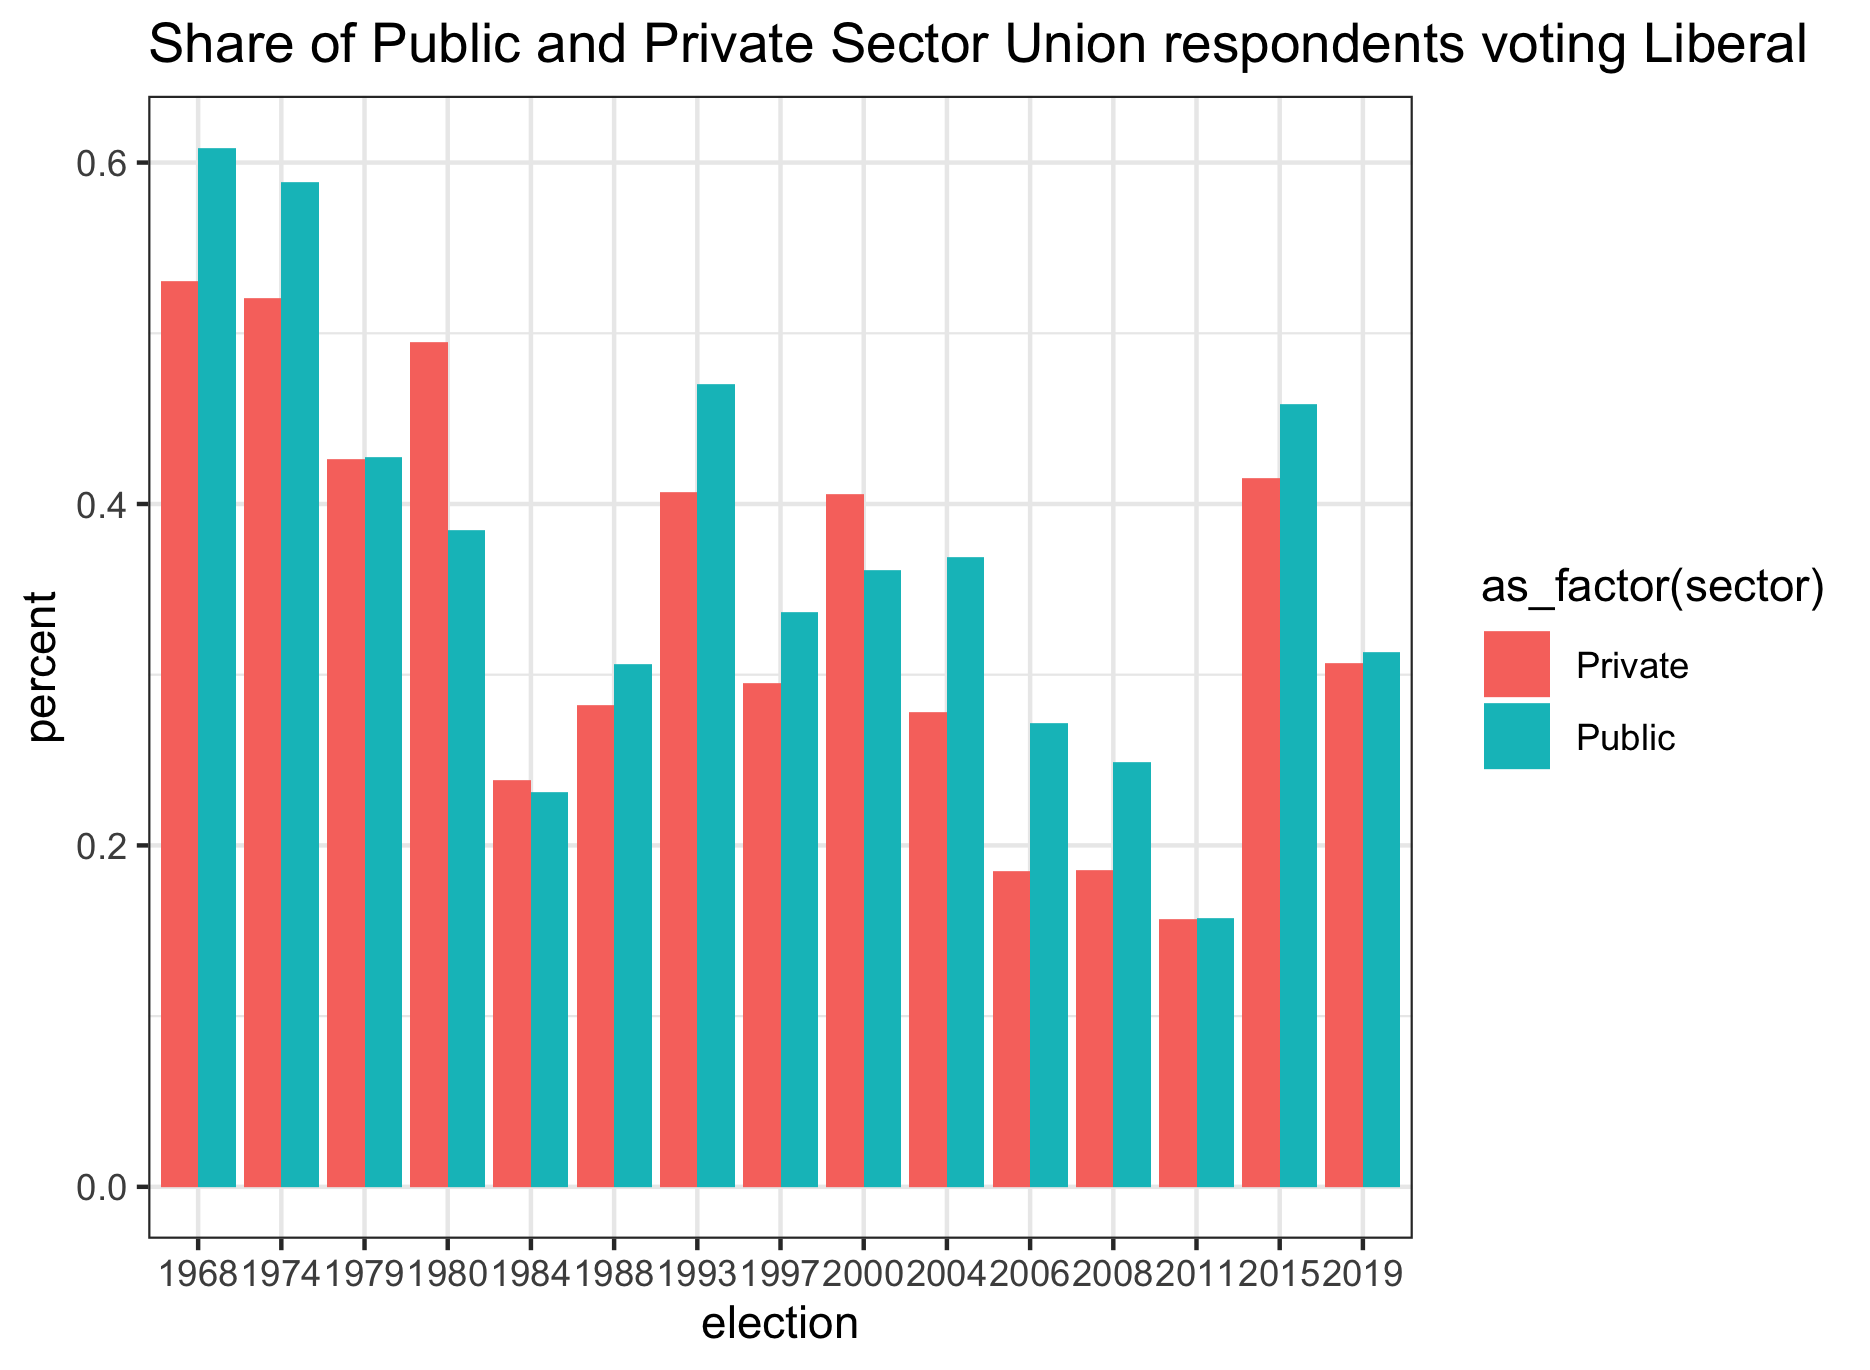 Share of Public and Private Sector Union respondents voting Liberal
0.6
0.4
0.2
0.0
percent
1968 1974 1979 1980 1984 1988 1993 1997 2000 2004 2006 2008 2011 2015 2019
election
as_factor(sector)
Private
Public